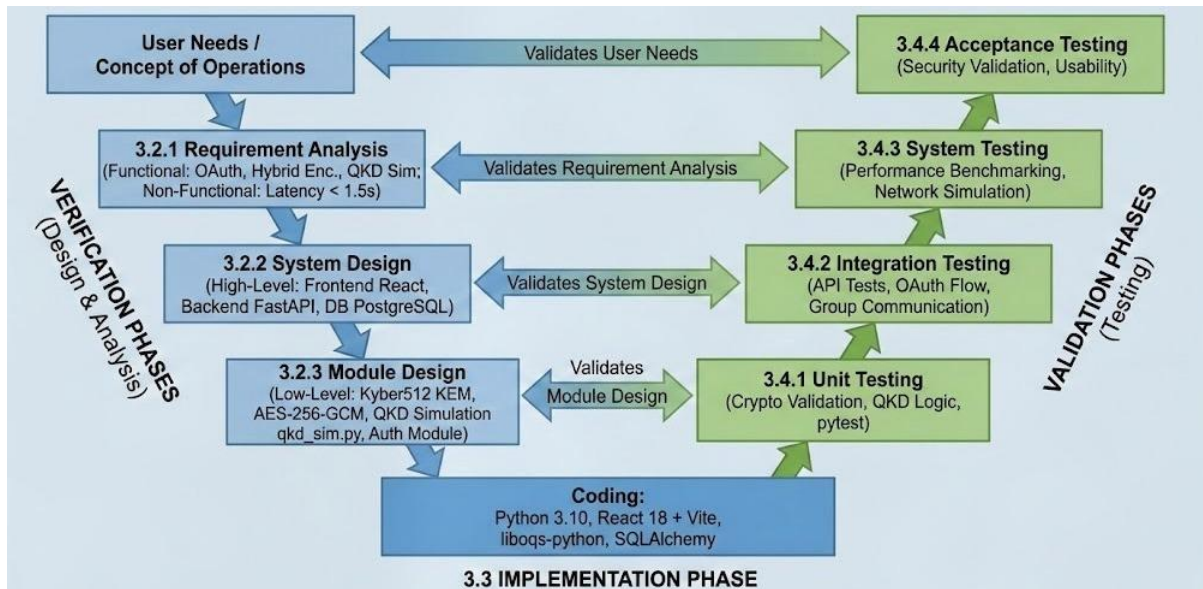 User Needs /
Concept of Operations
Validates User Needs
3.4.4 Acceptance Testing
(Security Validation, Usability)
3.2.1 Requirement Analysis
(Functional: OAuth, Hybrid Enc., QKD Sim;
Non-Functional: Latency < 1.5s)
Validates Requirement Analysis
3.4.3 System Testing
(Performance Benchmarking,
Network Simulation)
VERIFICATION PHASES
(Design & Analysis)
3.2.2 System Design
(High-Level: Frontend React,
Backend FastAPI, DB PostgreSQL)
Validates System Design
3.4.2 Integration Testing
(API Tests, OAuth Flow,
Group Communication)
VALIDATION PHASES
(Testing)
3.2.3 Module Design
(Low-Level: Kyber512 KEM,
AES-256-GCM, QKD Simulation
qkd_sim.py, Auth Module)
Validates
Module Design
3.4.1 Unit Testing
(Crypto Validation, QKD Logic,
pytest)
Coding:
Python 3.10, React 18 + Vite,
liboqs-python, SQLAlchemy
3.3 IMPLEMENTATION PHASE